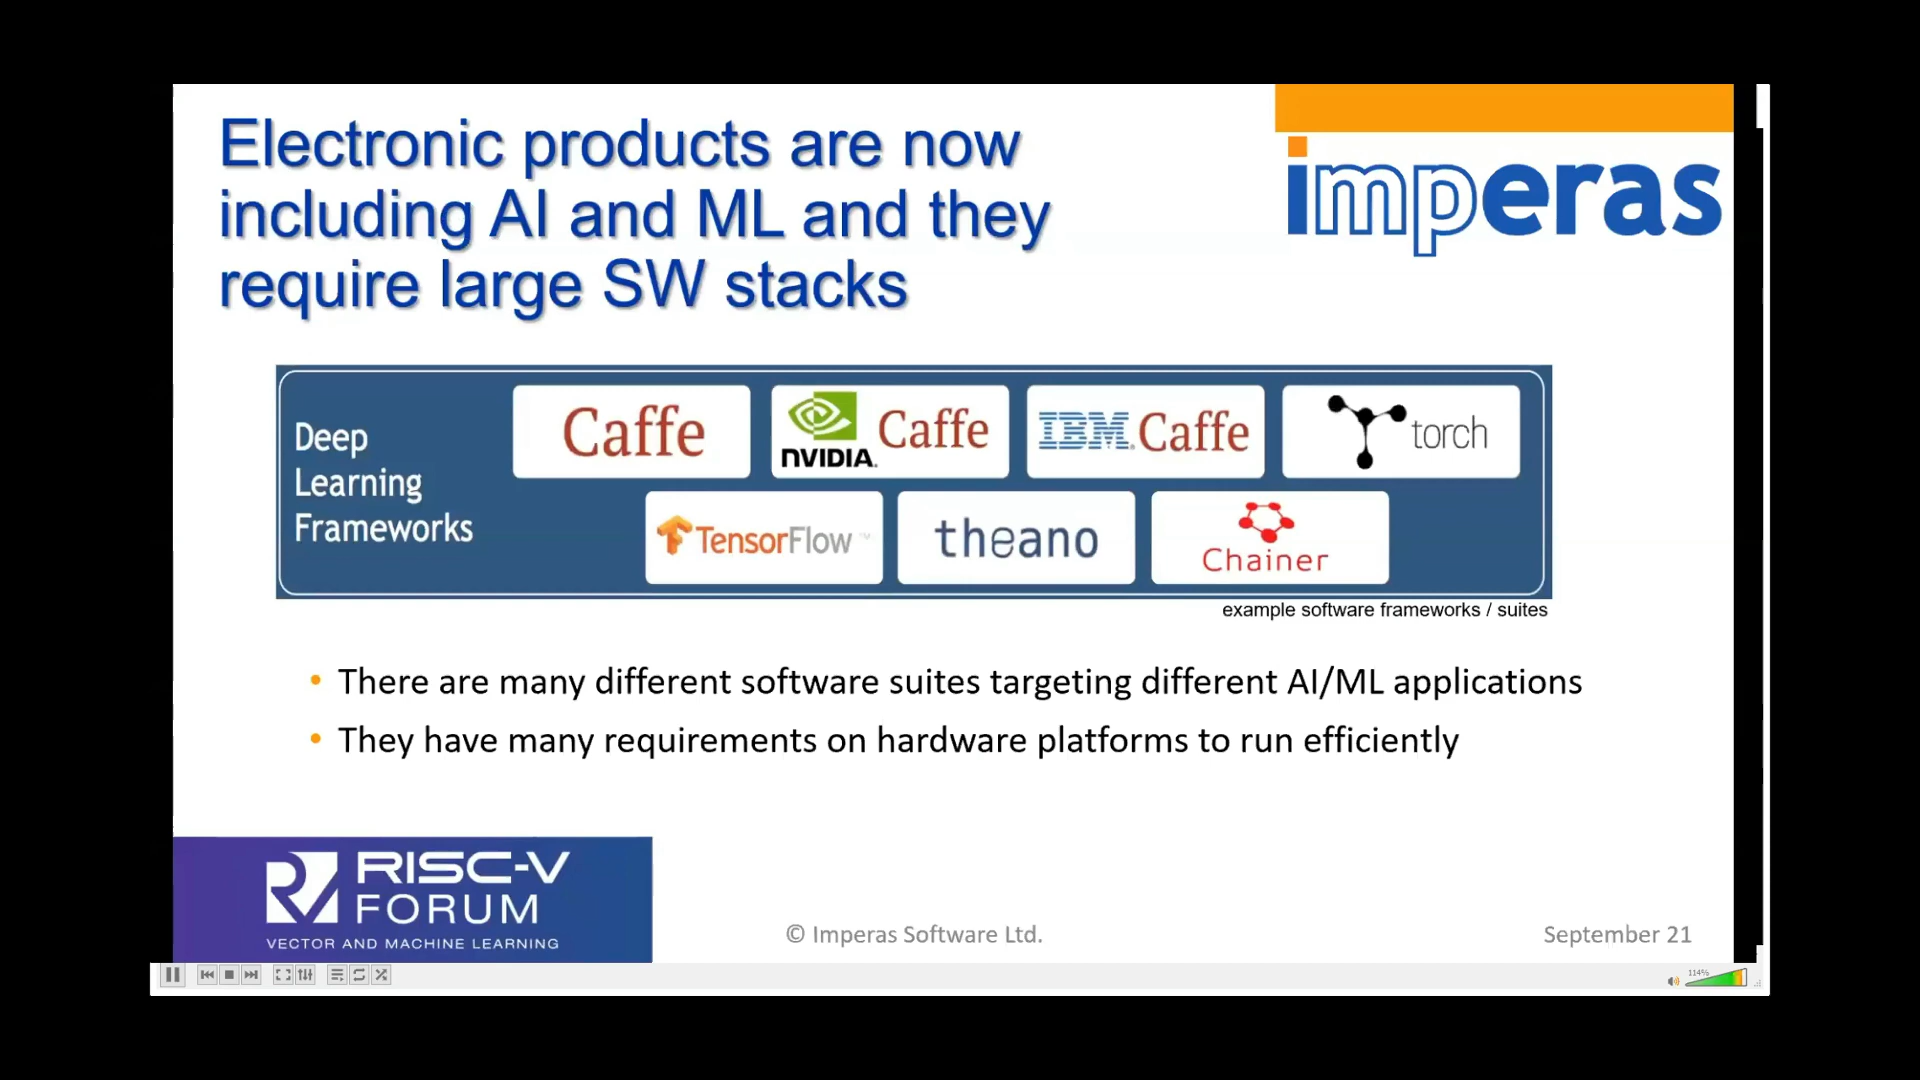 Electronic products are now
including AI and ML and they
require large SW stacks
imperas
Deep
Learning
Frameworks
Caffe
NVIDIA. Caffe
IBM. Caffe
torch
TensorFlow ™
theano
Chainer
example software frameworks / suites
• There are many different software suites targeting different AI/ML applications
• They have many requirements on hardware platforms to run efficiently
RISC-V
FORUM
VECTOR AND MACHINE LEARNING
© Imperas Software Ltd.
September 21
114%